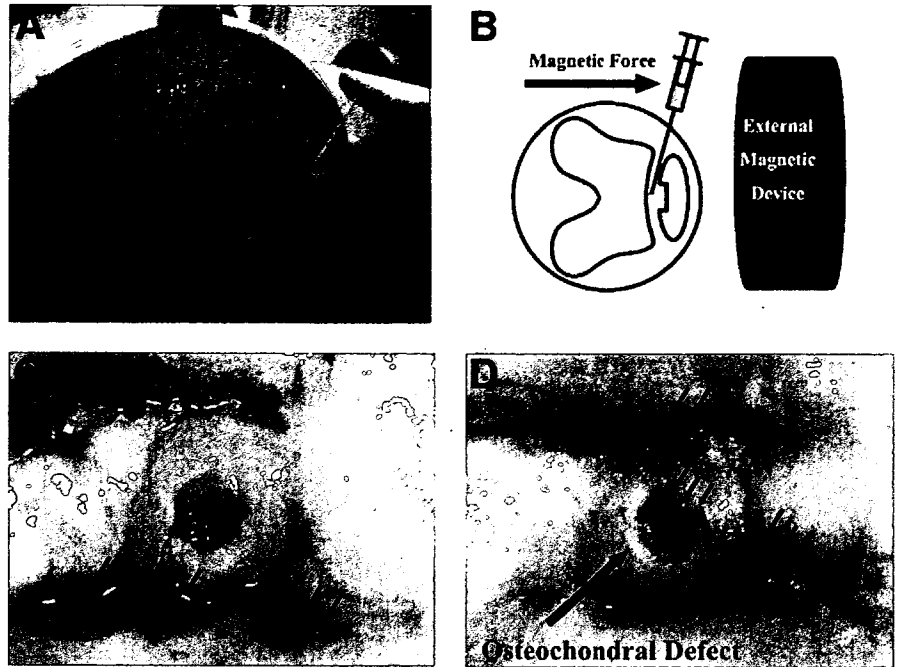 A
B
Magnetic Force
External
Magnetic
Device
D
Osteochondral Defect